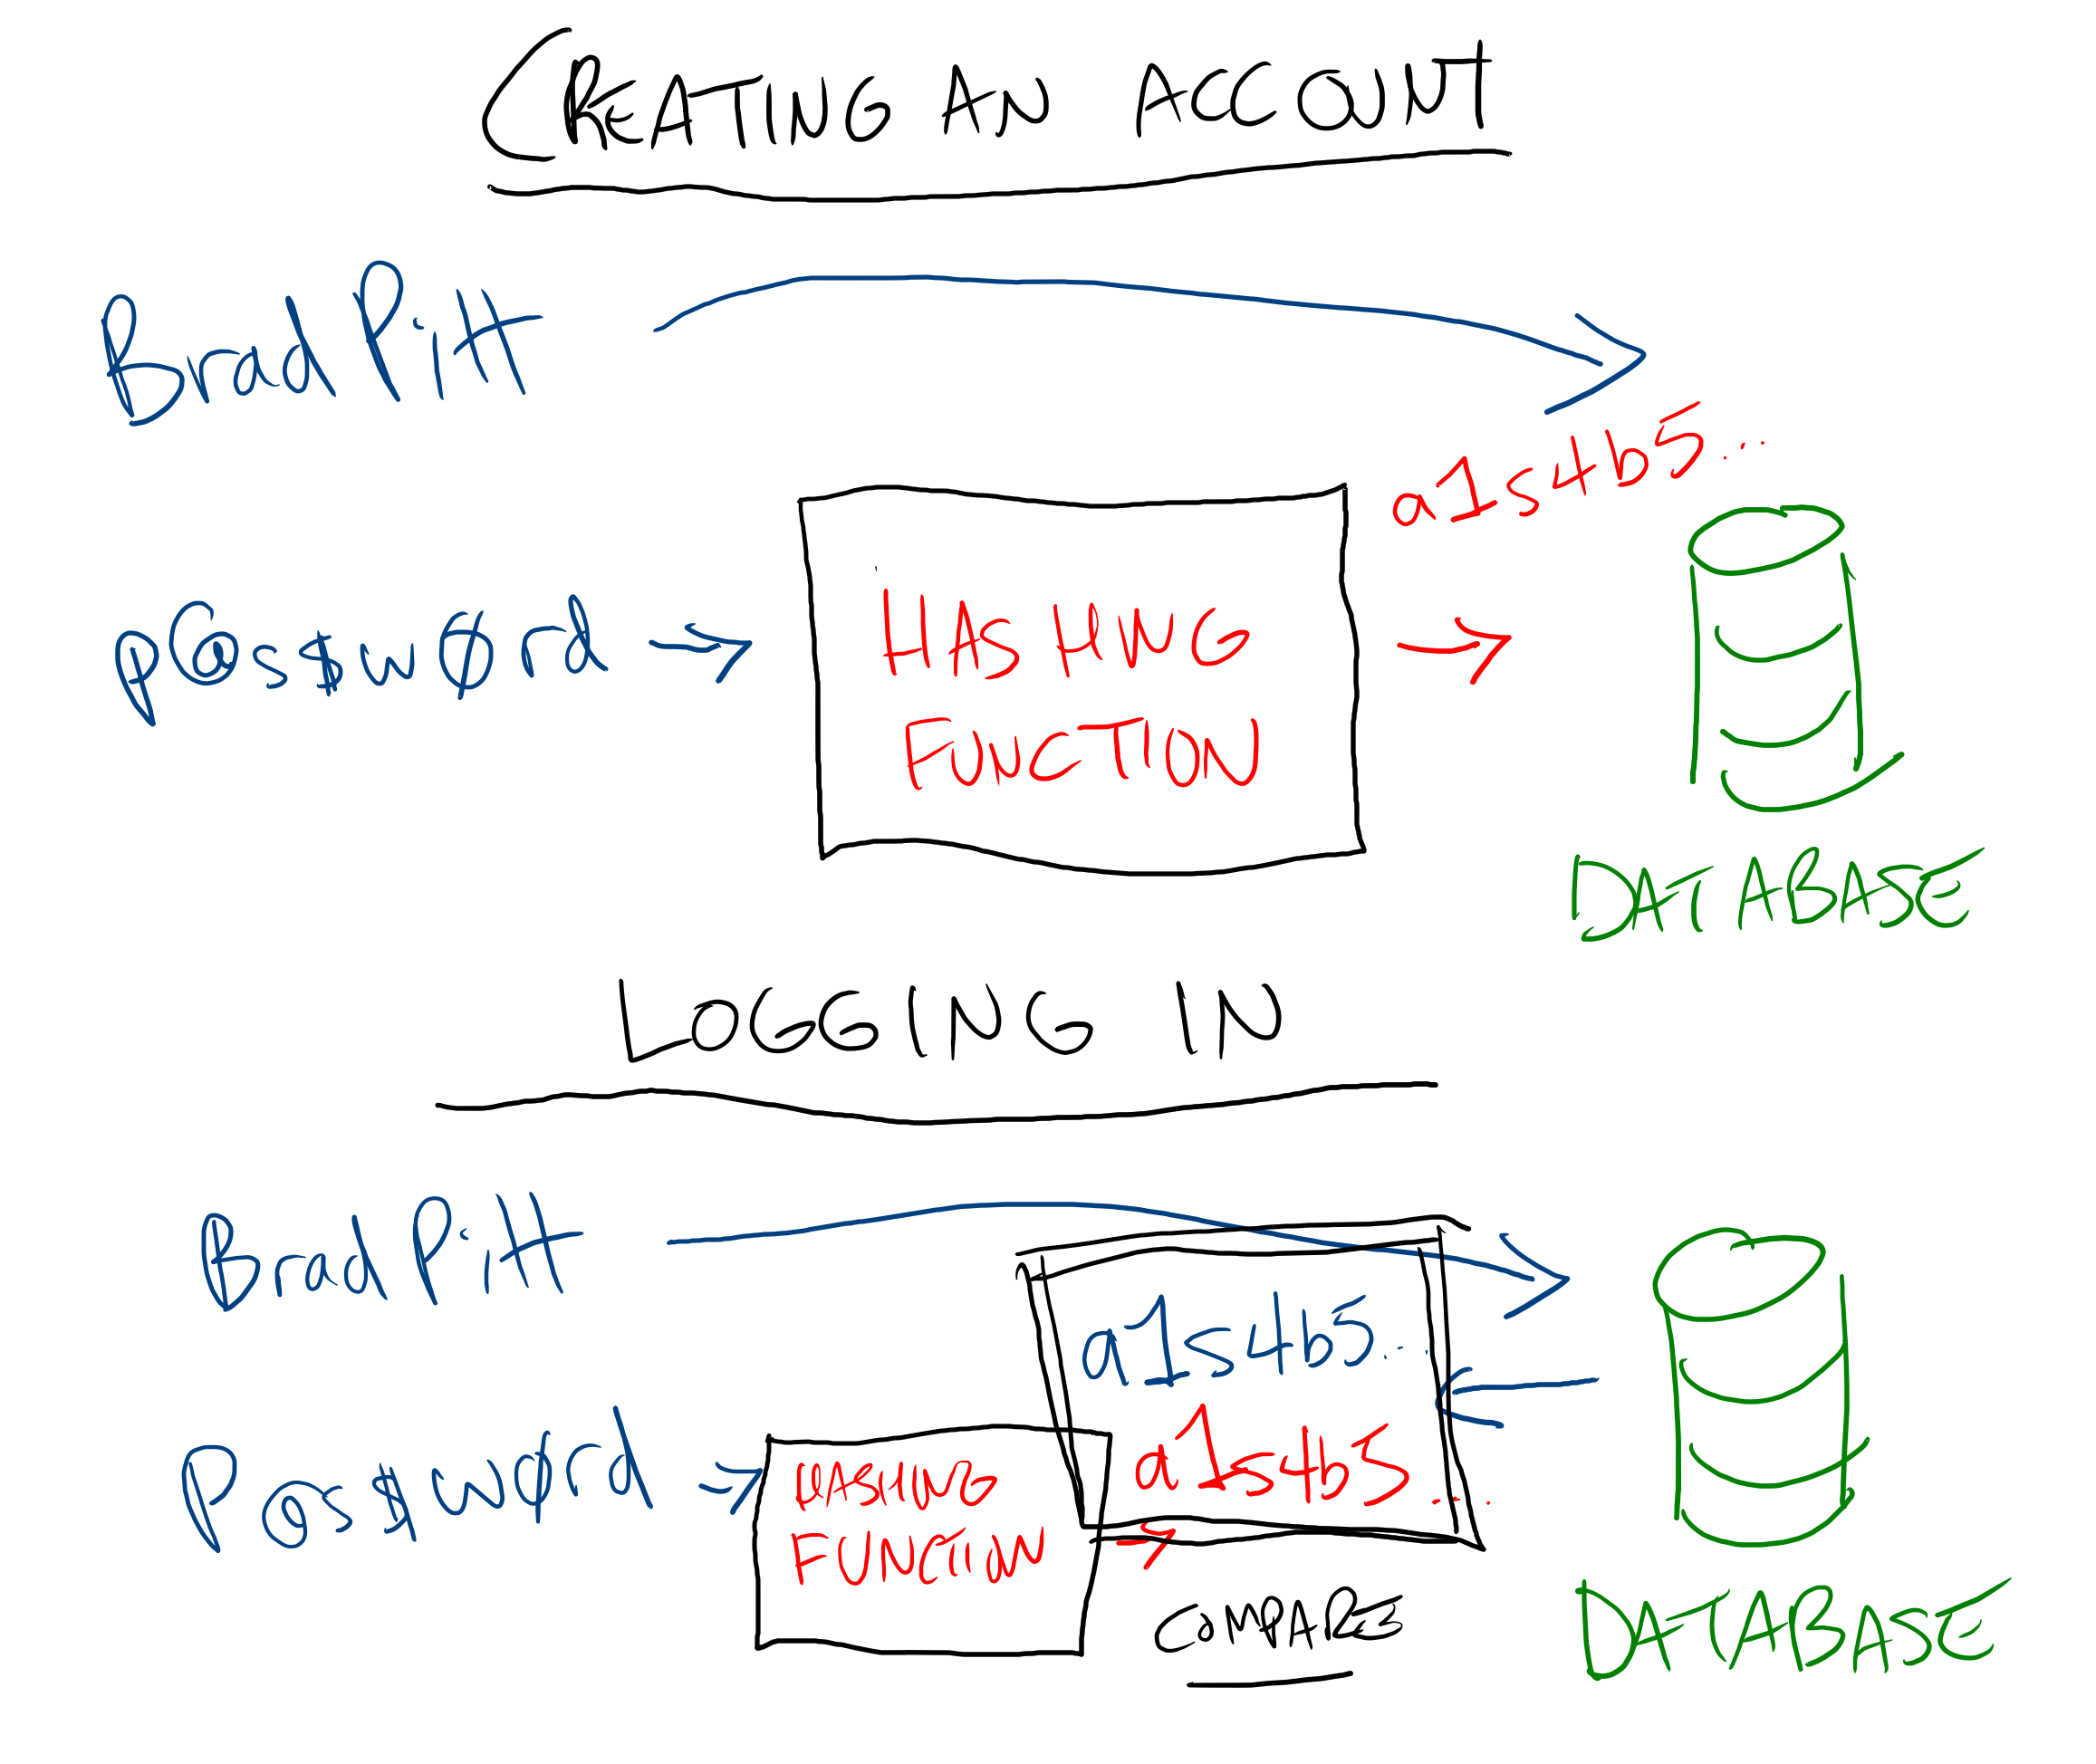 CREATING AN ACCOUNT
Brad Pitt
a1s4b5...
p@s$wørd
HASHING
FUNCTION
DATABASE
LOGGING IN
Brad Pitt
a1s4b5...
a1s4b5...
P@s$wørd
HASHING
FUNCTION
COMPARE
DATABASE